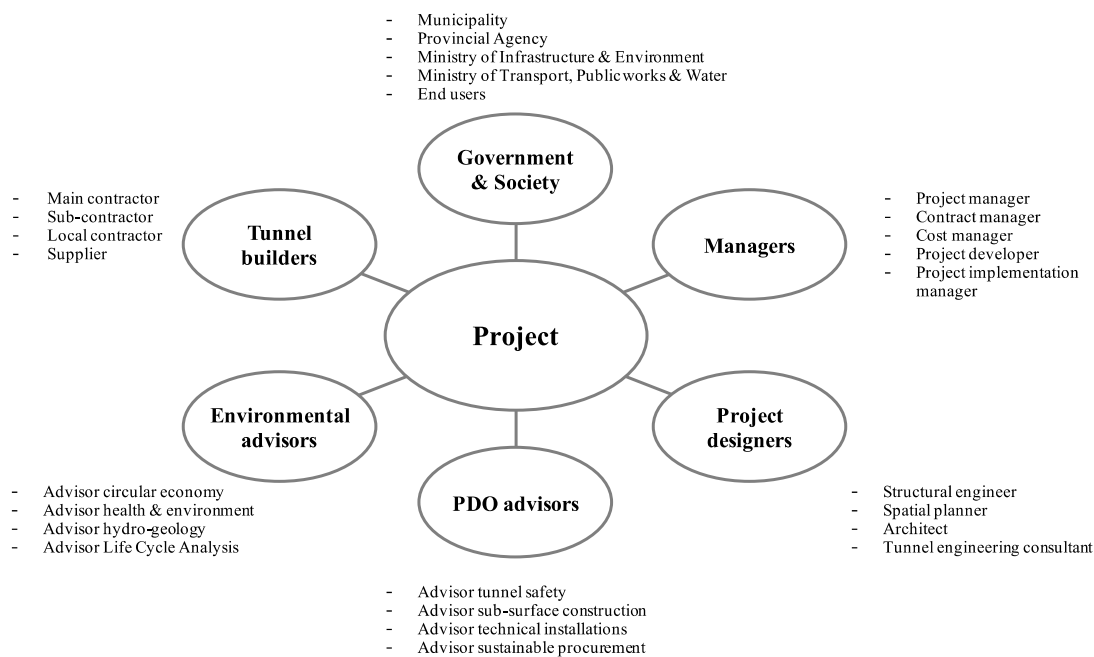 - Municipality
- Provincial Agency
- Ministry of Infrastructure & Environment
- Ministry of Transport, Public works & Water
- End users
Government
& Society
- Main contractor
- Sub-contractor
- Local contractor
- Supplier
Tunnel
builders
Managers
- Project manager
- Contract manager
- Cost manager
- Project developer
- Project implementation
manager
Project
Environmental
advisors
- Advisor circular economy
- Advisor health & environment
- Advisor hydro-geology
- Advisor Life Cycle Analysis
PDO advisors
- Advisor tunnel safety
- Advisor sub-surface construction
- Advisor technical installations
- Advisor sustainable procurement
Project
designers
- Structural engineer
- Spatial planner
- Architect
- Tunnel engineering consultant